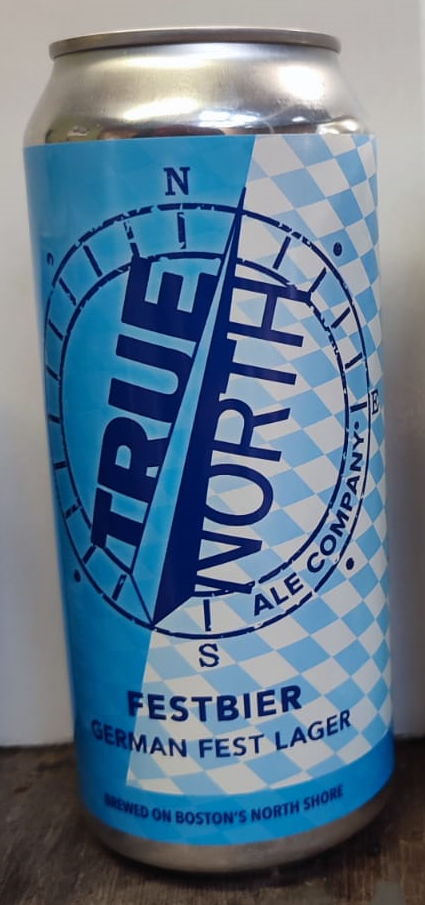 N
TRUE
NORTH
E
ALE COMPANY
S
FESTBIER
GERMAN FEST LAGER
BREWED ON BOSTON'S NORTH SHORE